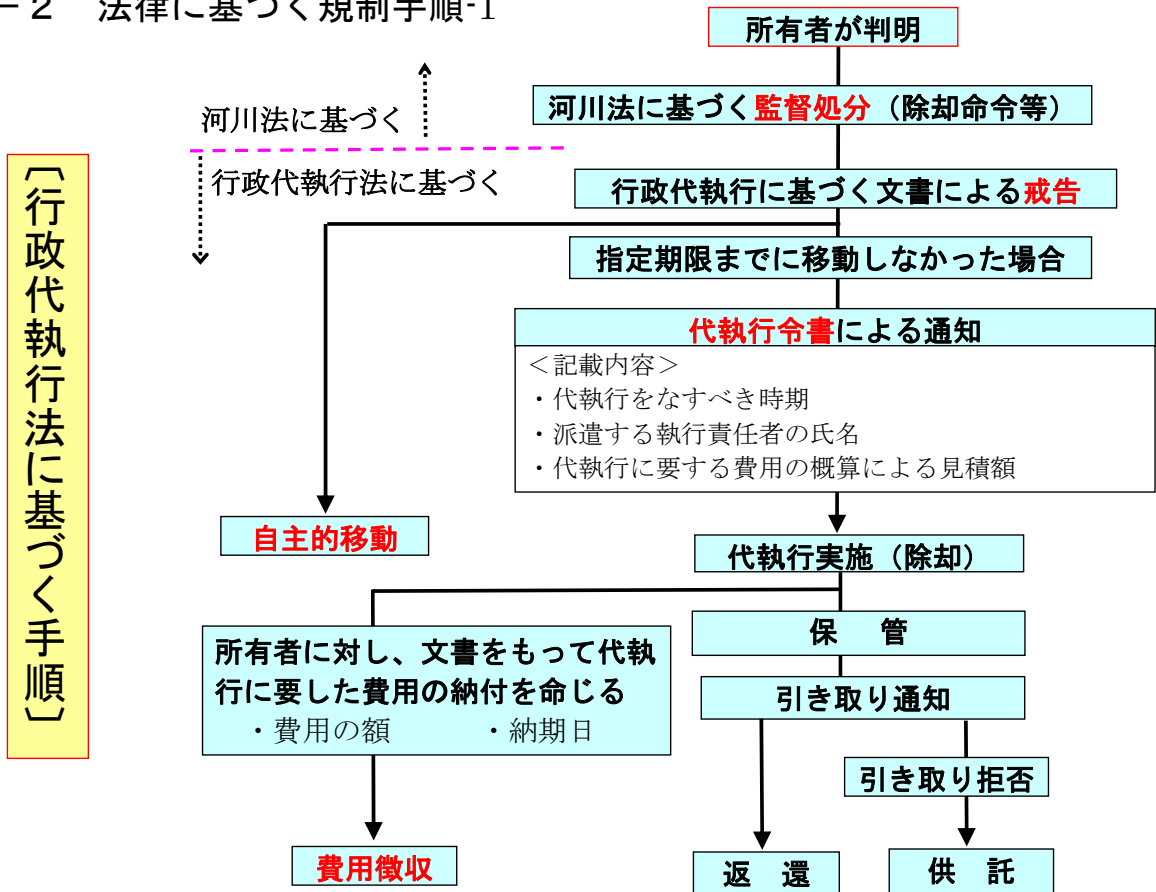 －２　法律に基づく規制手順-1
所有者が判明
河川法に基づく監督処分（除却命令等）
河川法に基づく
行政代執行法に基づく
〔行政代執行法に基づく手順〕
行政代執行に基づく文書による戒告
指定期限までに移動しなかった場合
代執行令書による通知
＜記載内容＞
・代執行をなすべき時期
・派遣する執行責任者の氏名
・代執行に要する費用の概算による見積額
自主的移動
代執行実施（除却）
所有者に対し、文書をもって代執
行に要した費用の納付を命じる
・費用の額　　　・納期日
保　管
引き取り通知
引き取り拒否
費用徴収
返　還
供　託